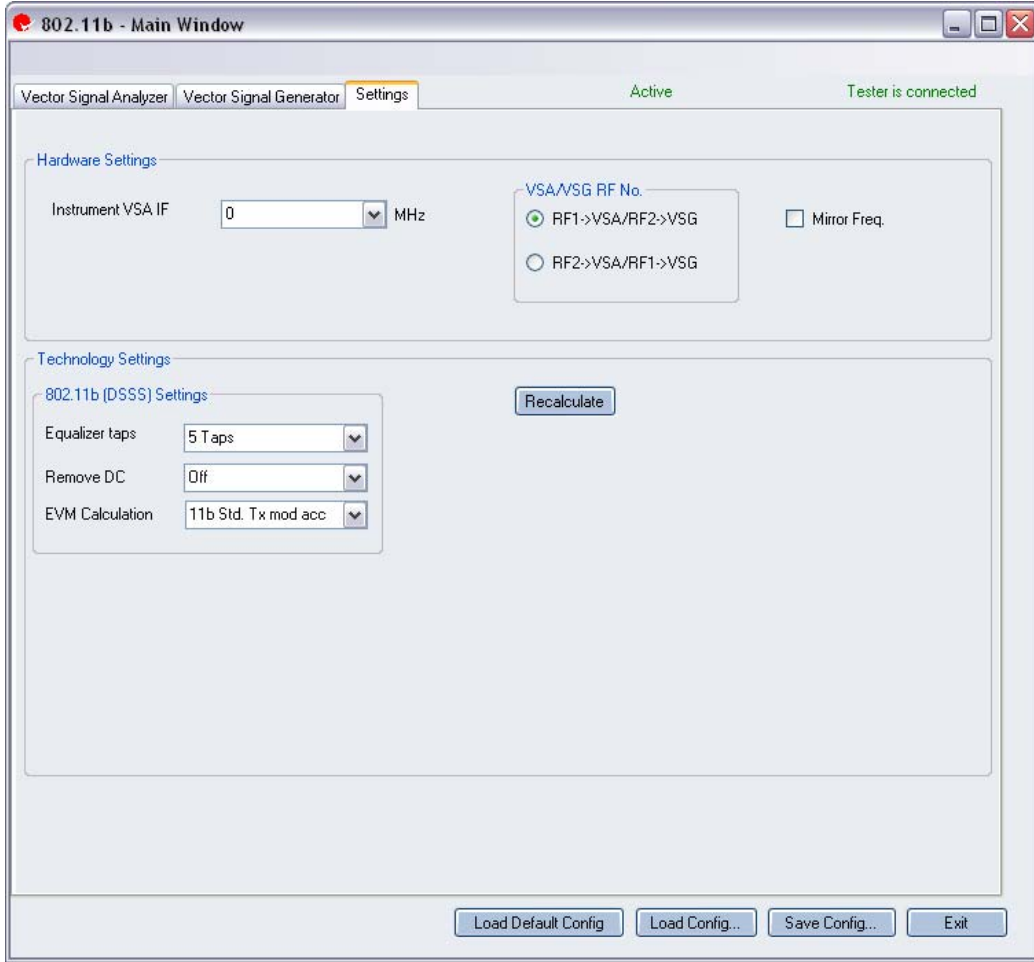 802.11b - Main Window
Vector Signal Analyzer Vector Signal Generator Settings Active Tester is connected
Hardware Settings
Instrument VSA IF 0 MHz
VSA/VSG RF No.
RF1->VSA/RF2->VSG
RF2->VSA/RF1->VSG
Mirror Freq.
Technology Settings
802.11b (DSSS) Settings
Equalizer taps 5 Taps
Remove DC Off
EVM Calculation 11b Std. Tx mod acc
Recalculate
Load Default Config Load Config... Save Config... Exit